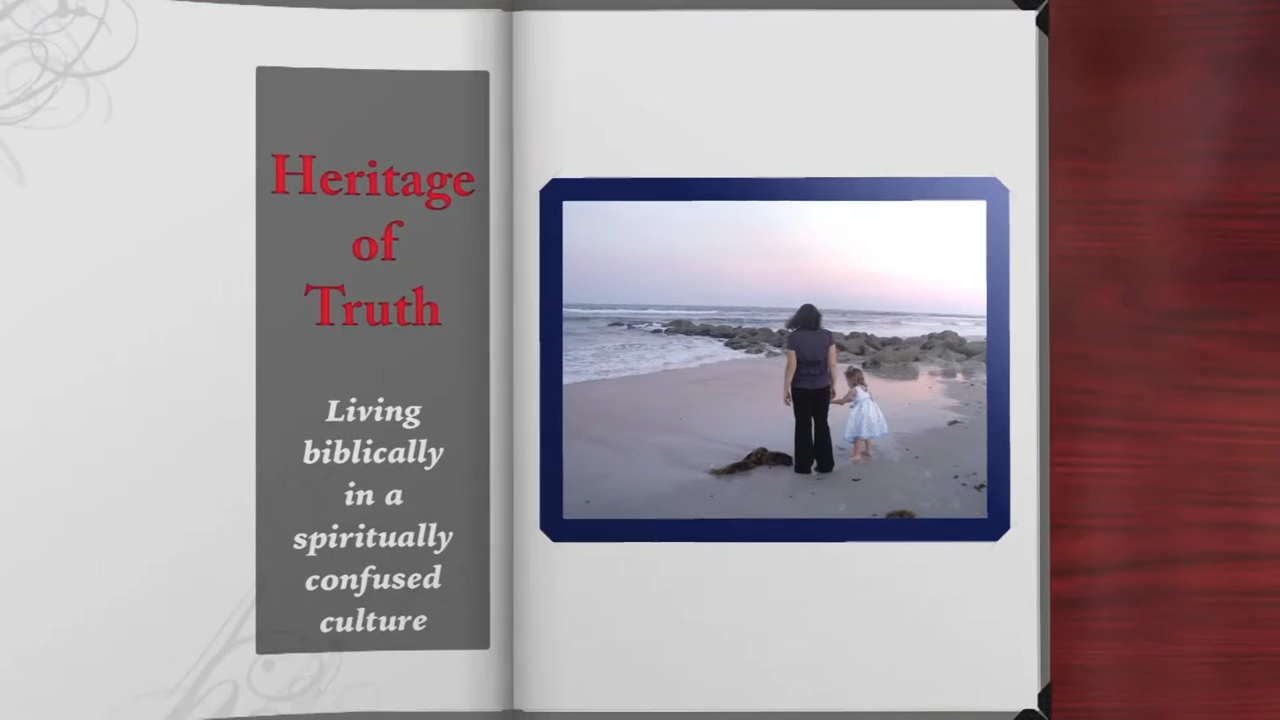 Heritage
of
Truth
Living
biblically
in a
spiritually
confused
culture